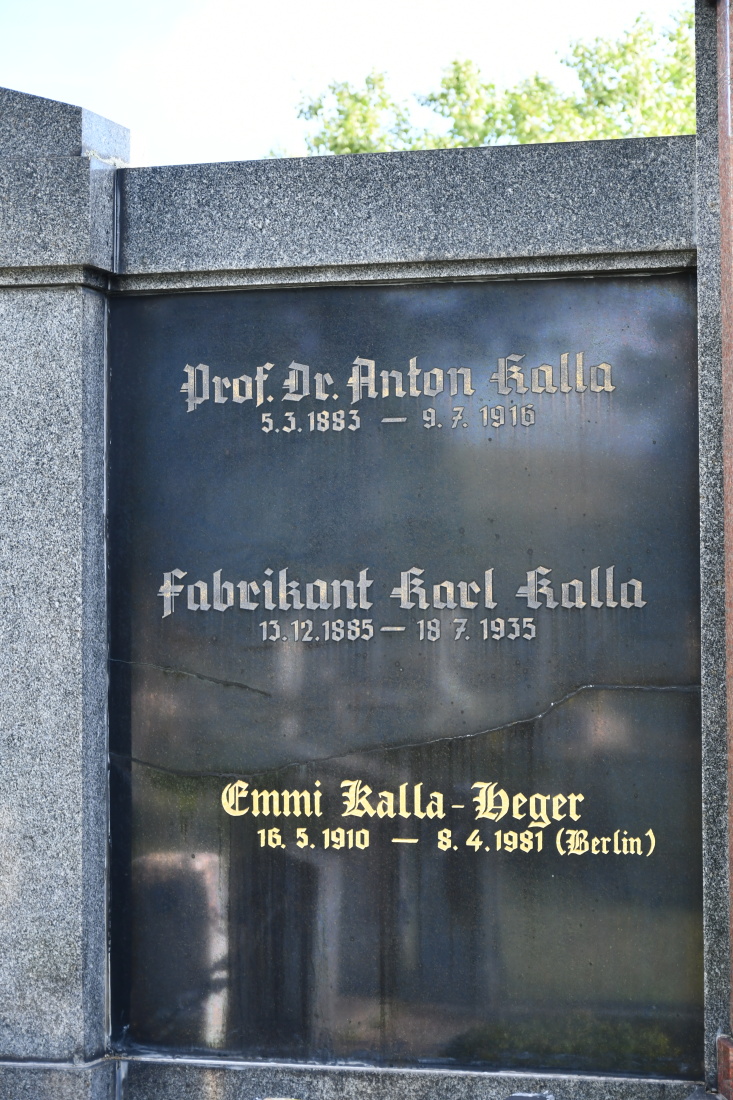 Prof. Dr. Anton Kalla
5.3.1883 — 9.7.1916
Fabrikant Karl Kalla
13.12.1885 — 18 7.1935
Emmi Kalla-Heger
16.5.1910 — 8.4.1981 (Berlin)